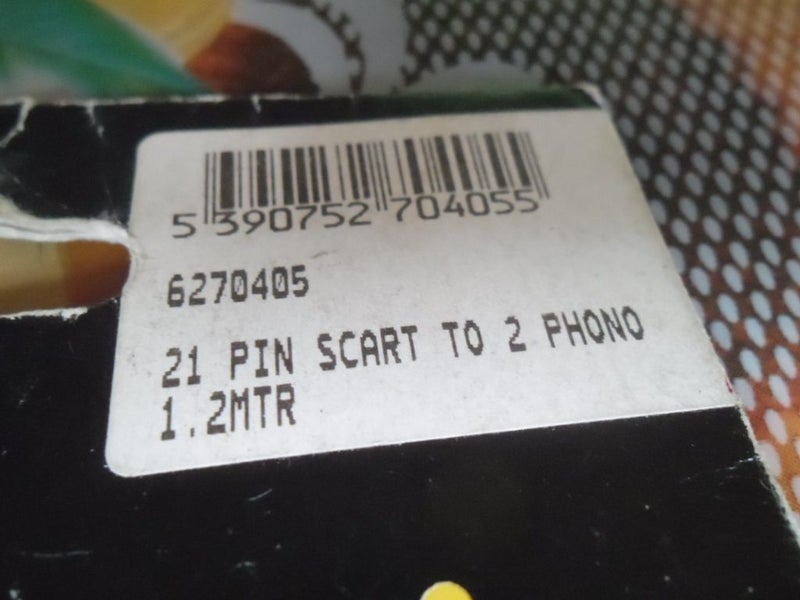 5 390752 704055
6270405
21 PIN SCART TO 2 PHONO
1.2MTR